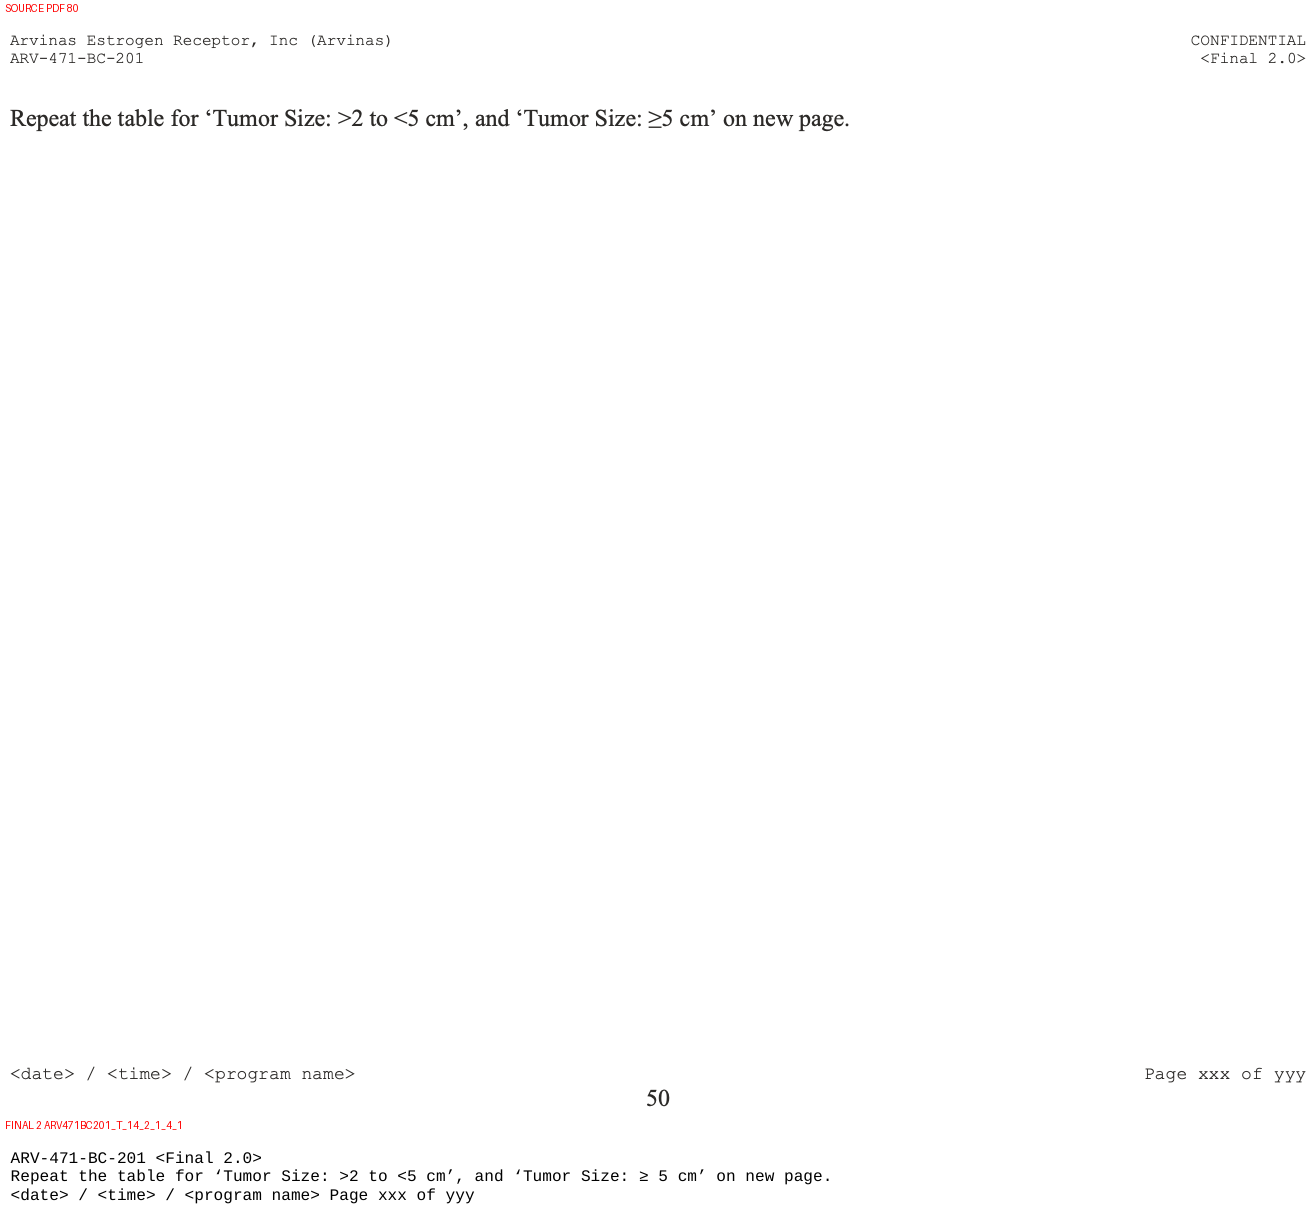 SOURCE PDF 80
Arvinas Estrogen Receptor, Inc (Arvinas) CONFIDENTIAL
ARV-471-BC-201 <Final 2.0>
Repeat the table for ‘Tumor Size: >2 to <5 cm’, and ‘Tumor Size: ≥5 cm’ on new page.
<date> / <time> / <program name> Page xxx of yyy
50
FINAL 2 ARV471BC201_T_14_2_1_4_1
ARV-471-BC-201 <Final 2.0>
Repeat the table for ‘Tumor Size: >2 to <5 cm’, and ‘Tumor Size: ≥ 5 cm’ on new page.
<date> / <time> / <program name> Page xxx of yyy